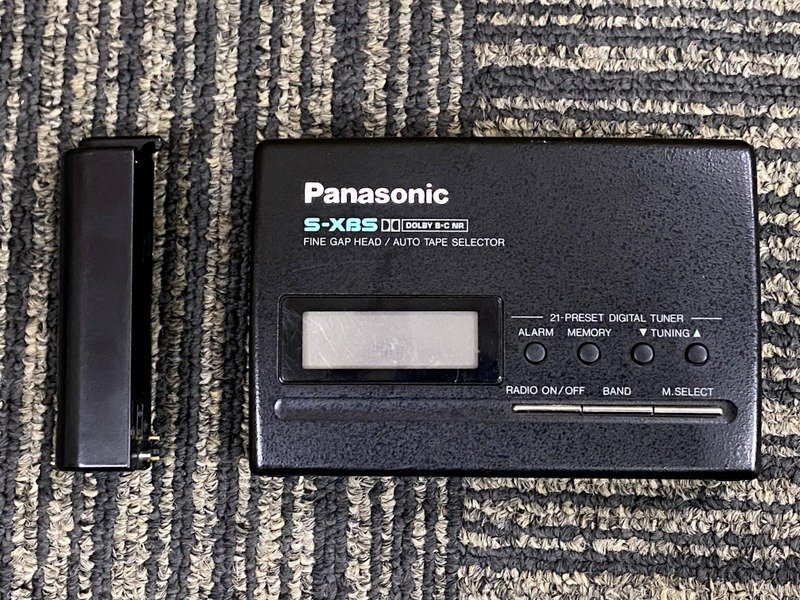 Panasonic
S-XBS DOLBY B-C NR
FINE GAP HEAD / AUTO TAPE SELECTOR
21-PRESET DIGITAL TUNER
ALARM MEMORY ▼ TUNING ▲
RADIO ON/OFF BAND M.SELECT